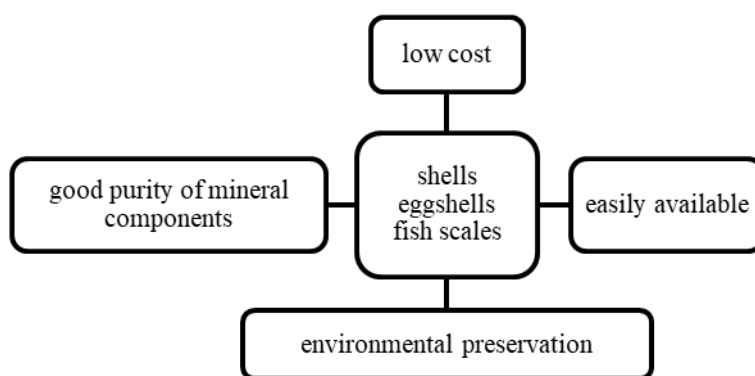 low cost
good purity of mineral
components
shells
eggshells
fish scales
easily available
environmental preservation